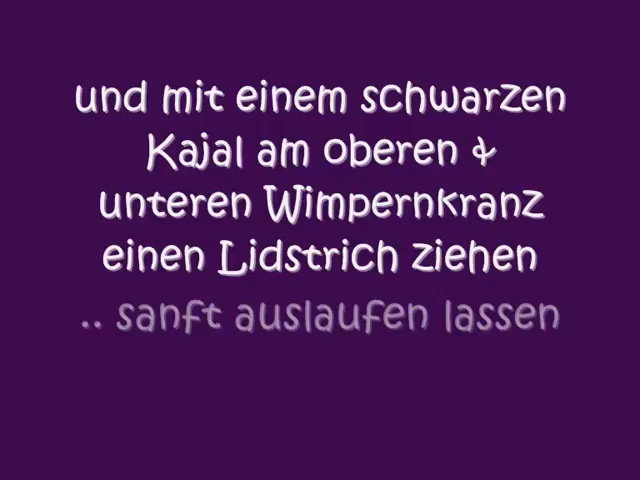 und mit einem schwarzen
Kajal am oberen &
unteren Wimpernkranz
einen Lidstrich ziehen
.. sanft auslaufen lassen